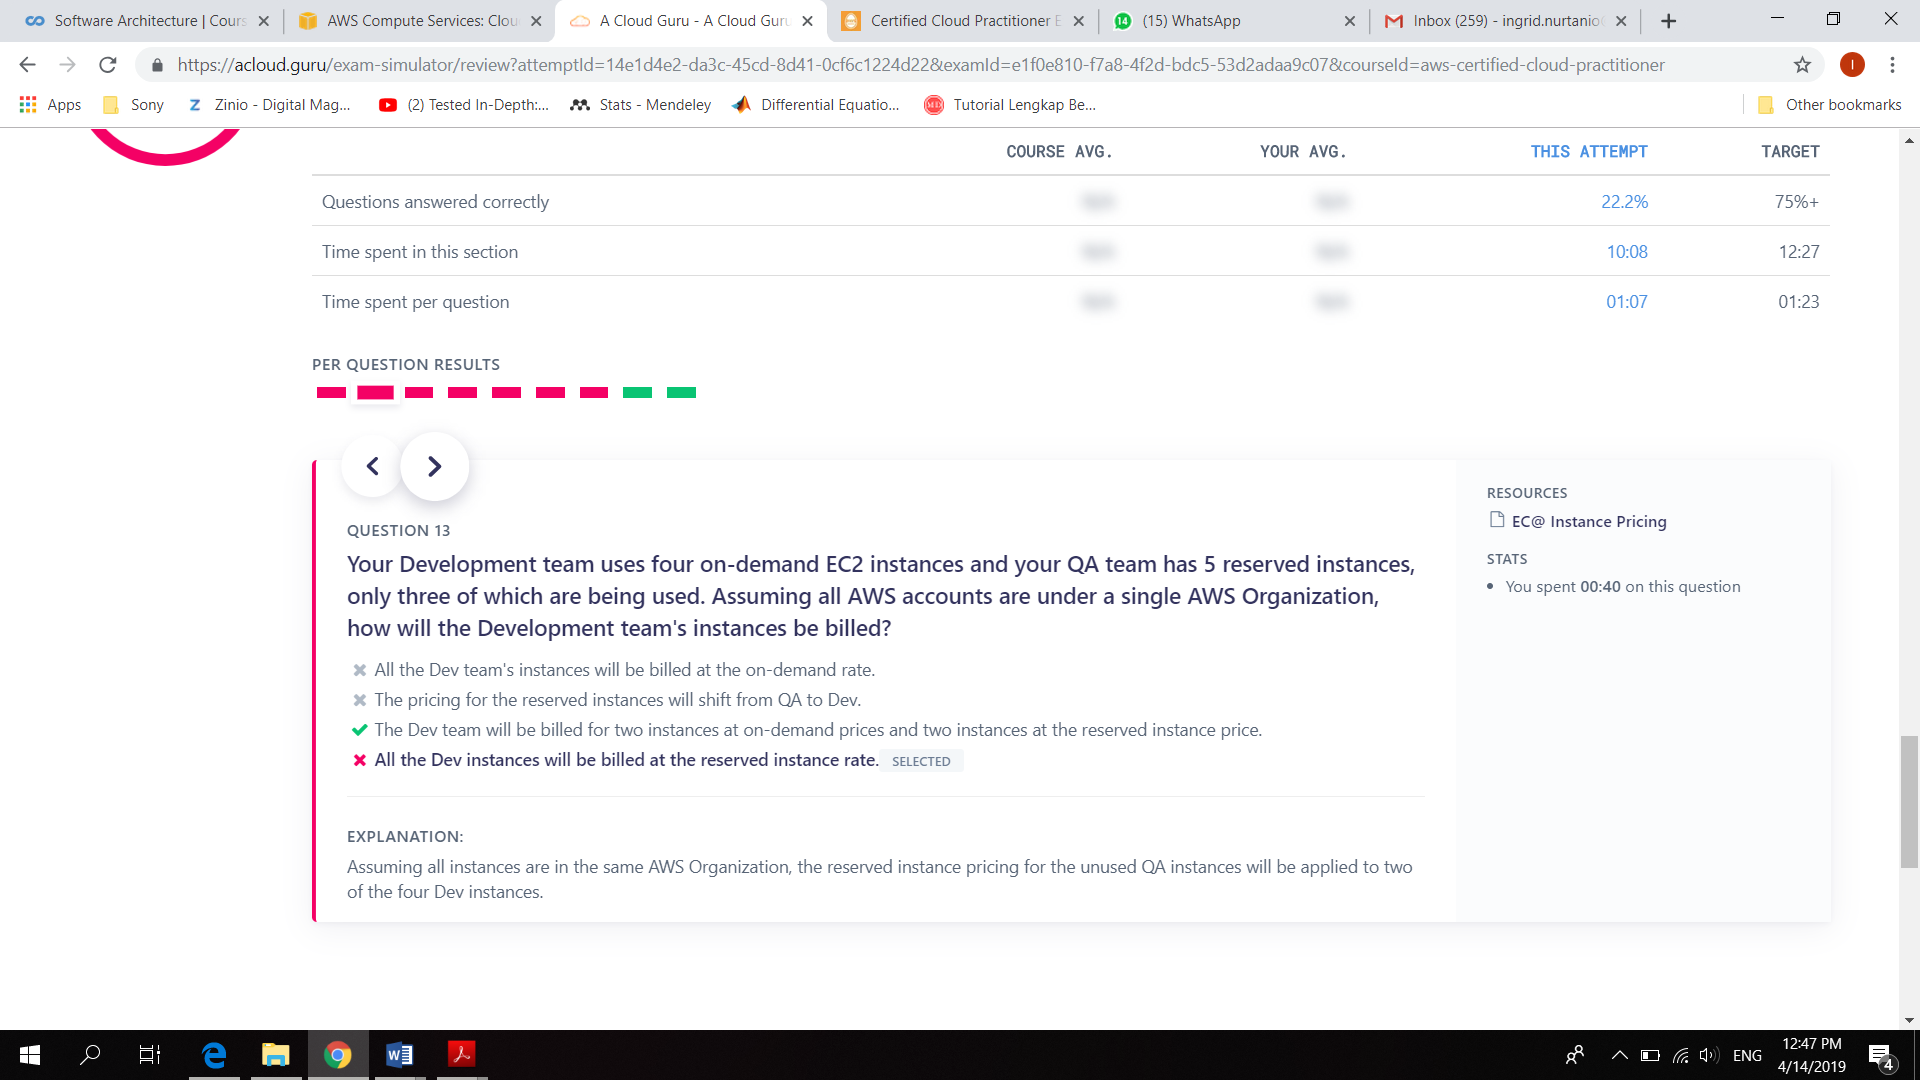 Software Architecture | Cours
AWS Compute Services: Clou
A Cloud Guru - A Cloud Guru
Certified Cloud Practitioner E
14 (15) WhatsApp
Inbox (259) - ingrid.nurtanio
https://acloud.guru/exam-simulator/review?attemptId=14e1d4e2-da3c-45cd-8d41-0cf6c1224d22&examId=e1f0e810-f7a8-4f2d-bdc5-53d2adaa9c07&courseId=aws-certified-cloud-practitioner
I
Apps
Sony
Z Zinio - Digital Mag...
(2) Tested In-Depth:...
Stats - Mendeley
Differential Equatio...
Tutorial Lengkap Be...
Other bookmarks
COURSE AVG. YOUR AVG. THIS ATTEMPT TARGET
Questions answered correctly 22.2% 75%+
Time spent in this section 10:08 12:27
Time spent per question 01:07 01:23
PER QUESTION RESULTS
QUESTION 13
Your Development team uses four on-demand EC2 instances and your QA team has 5 reserved instances,
only three of which are being used. Assuming all AWS accounts are under a single AWS Organization,
how will the Development team's instances be billed?
All the Dev team's instances will be billed at the on-demand rate.
The pricing for the reserved instances will shift from QA to Dev.
The Dev team will be billed for two instances at on-demand prices and two instances at the reserved instance price.
All the Dev instances will be billed at the reserved instance rate. SELECTED
EXPLANATION:
Assuming all instances are in the same AWS Organization, the reserved instance pricing for the unused QA instances will be applied to two
of the four Dev instances.
RESOURCES
EC@ Instance Pricing
STATS
You spent 00:40 on this question
ENG
12:47 PM
4/14/2019
4